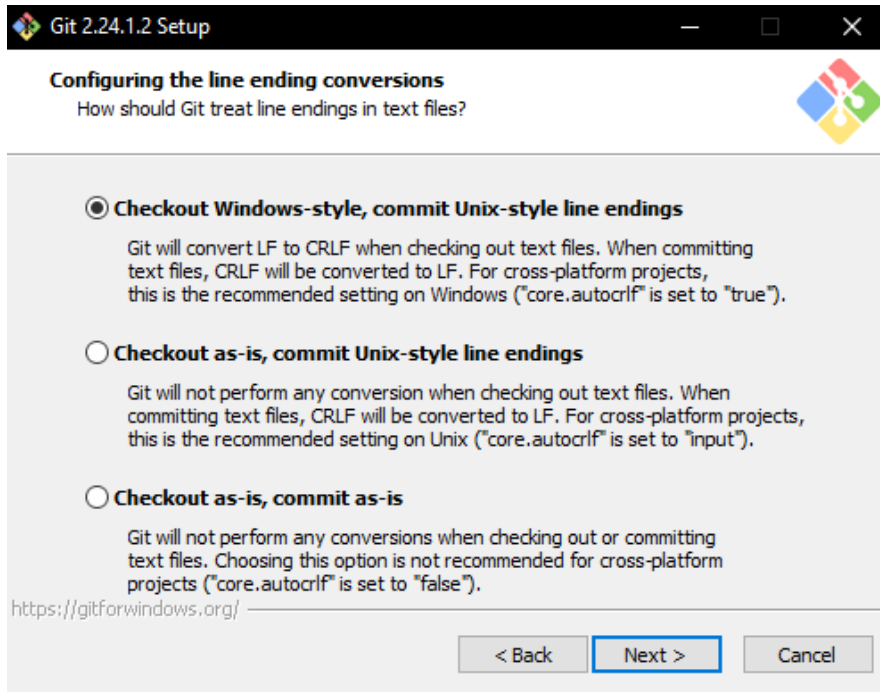 Git 2.24.1.2 Setup
Configuring the line ending conversions
How should Git treat line endings in text files?
Checkout Windows-style, commit Unix-style line endings
Git will convert LF to CRLF when checking out text files. When committing
text files, CRLF will be converted to LF. For cross-platform projects,
this is the recommended setting on Windows ("core.autocrlf" is set to "true").
Checkout as-is, commit Unix-style line endings
Git will not perform any conversion when checking out text files. When
committing text files, CRLF will be converted to LF. For cross-platform projects,
this is the recommended setting on Unix ("core.autocrlf" is set to "input").
Checkout as-is, commit as-is
Git will not perform any conversions when checking out or committing
text files. Choosing this option is not recommended for cross-platform
projects ("core.autocrlf" is set to "false").
https://gitforwindows.org/
< Back
Next >
Cancel